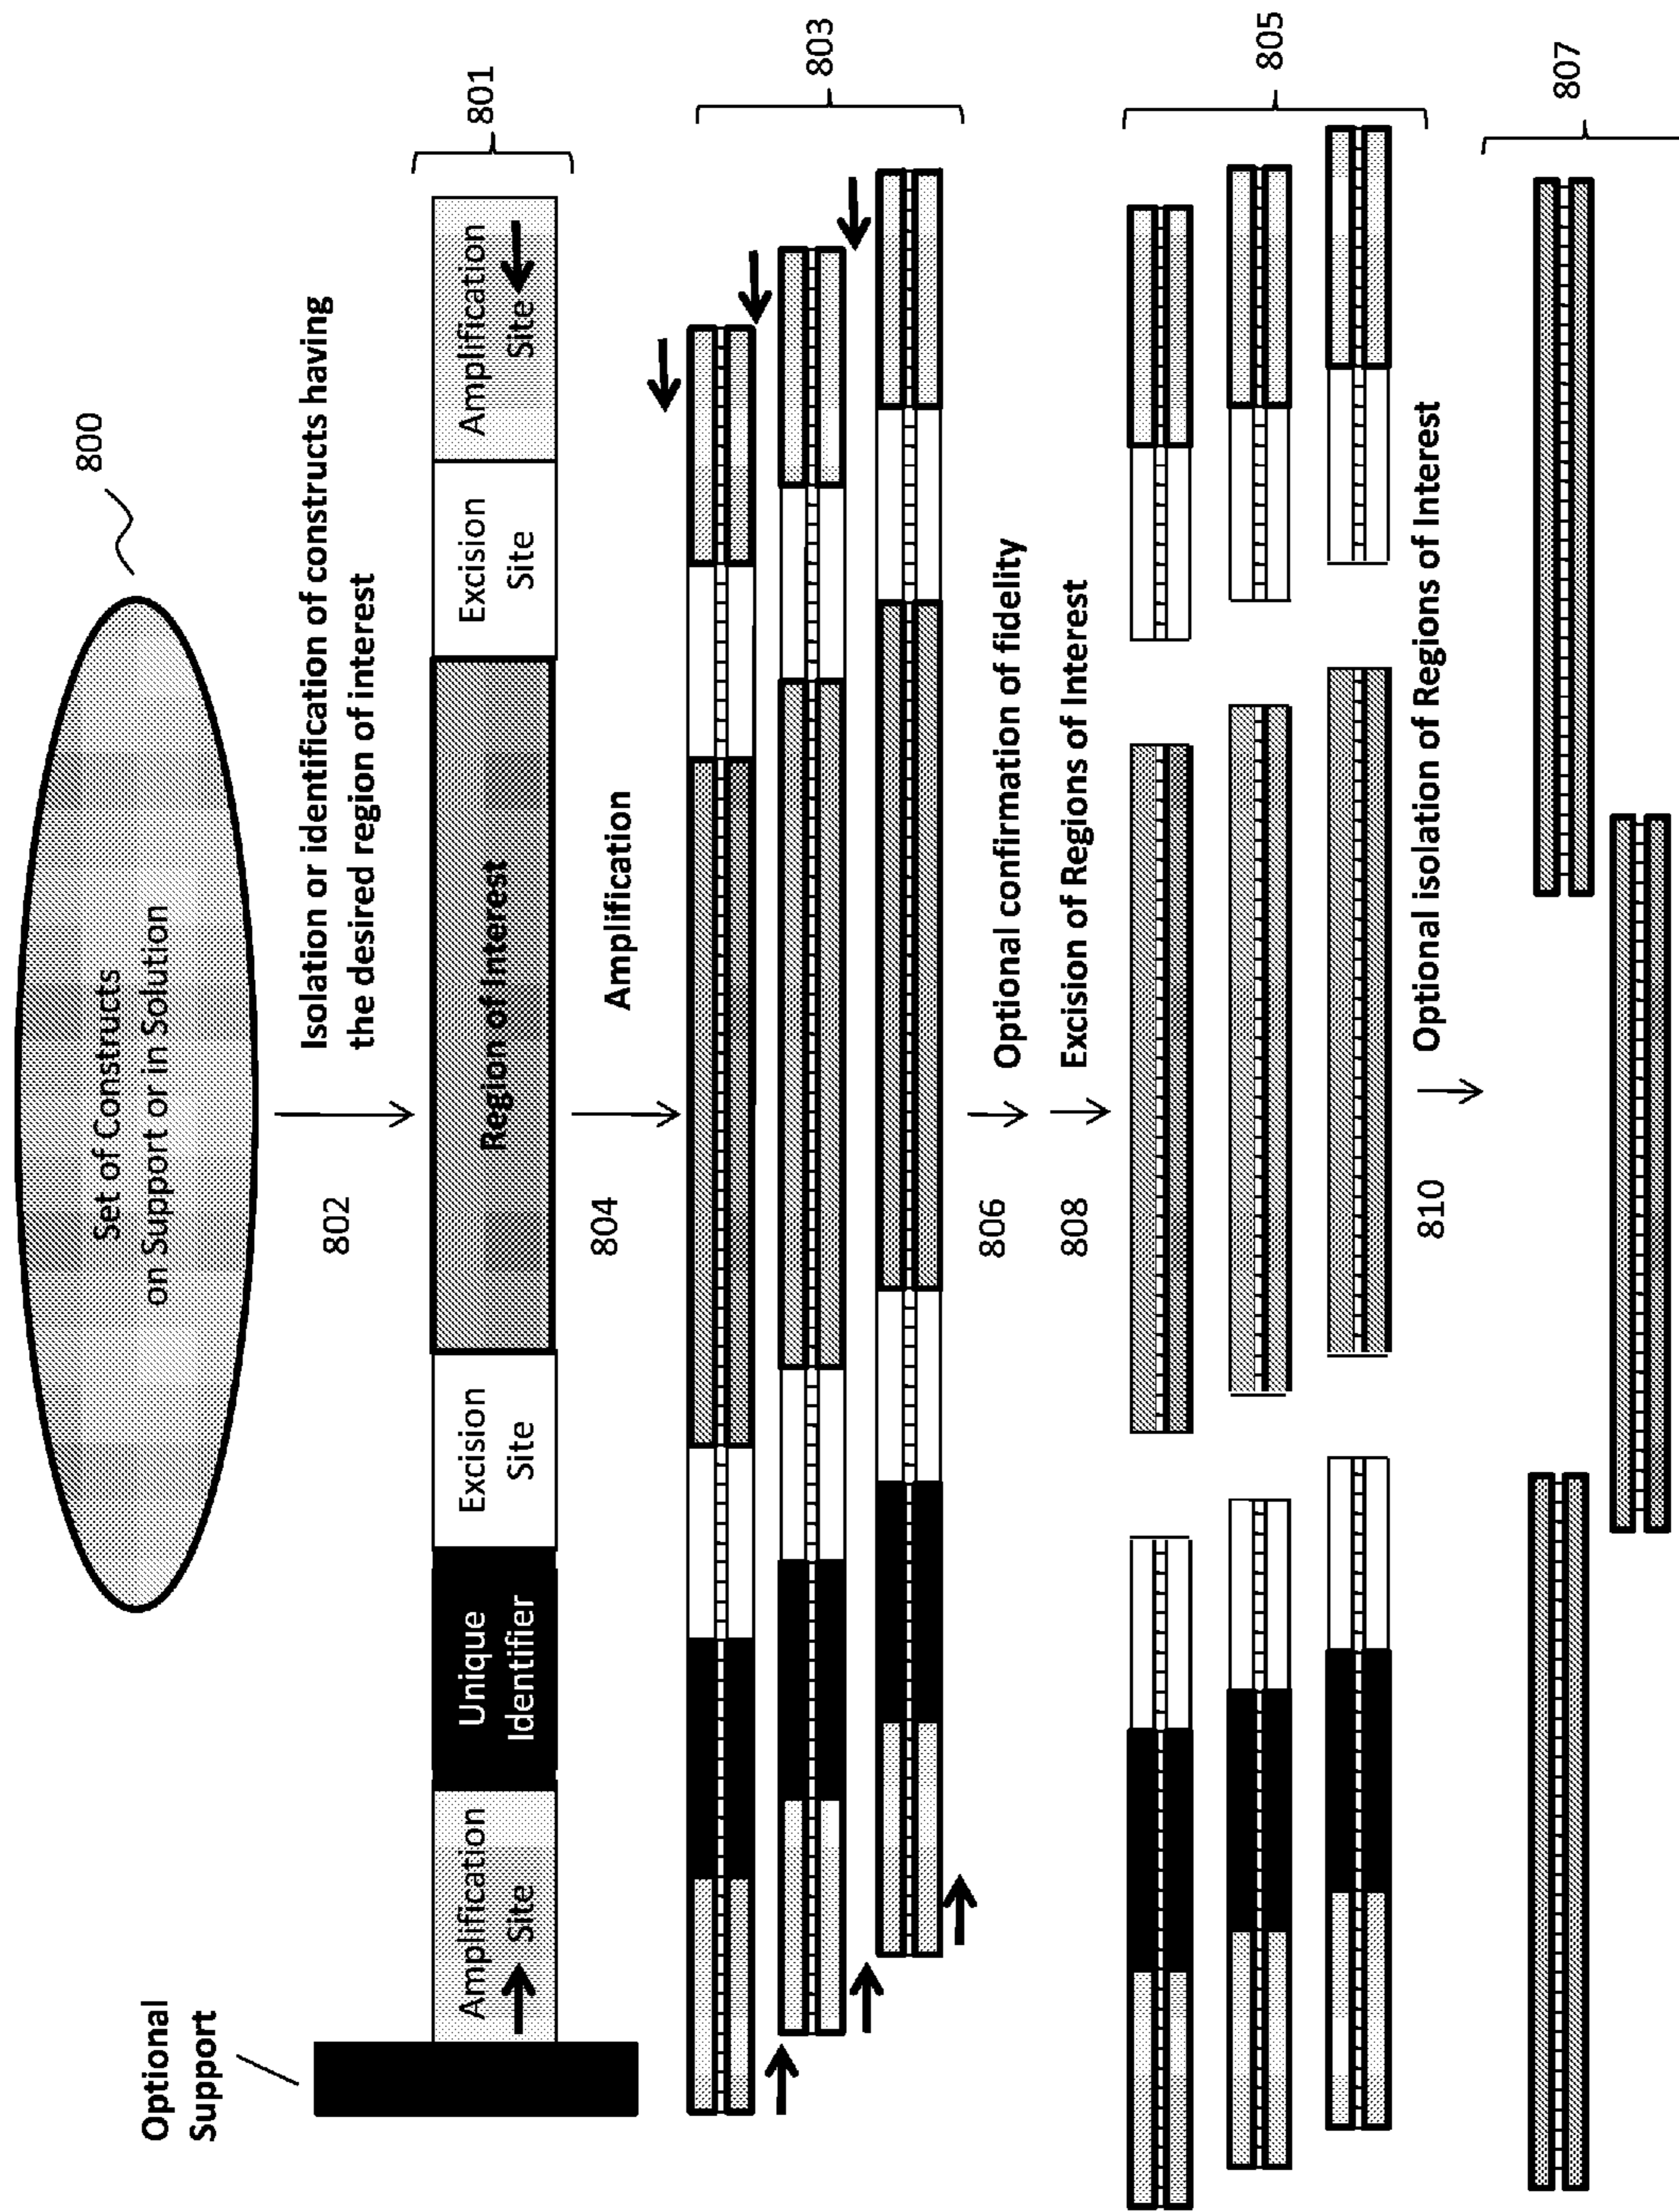 800
Set of Constructs
on Support or in Solution
802
Isolation or identification of constructs having
the desired region of interest
Optional
Support
801
Amplification
Site
Unique
Identifier
Excision
Site
Region of Interest
Excision
Site
Amplification
Site
804
Amplification
803
806
Optional confirmation of fidelity
808
Excision of Regions of Interest
805
810
Optional isolation of Regions of Interest
807